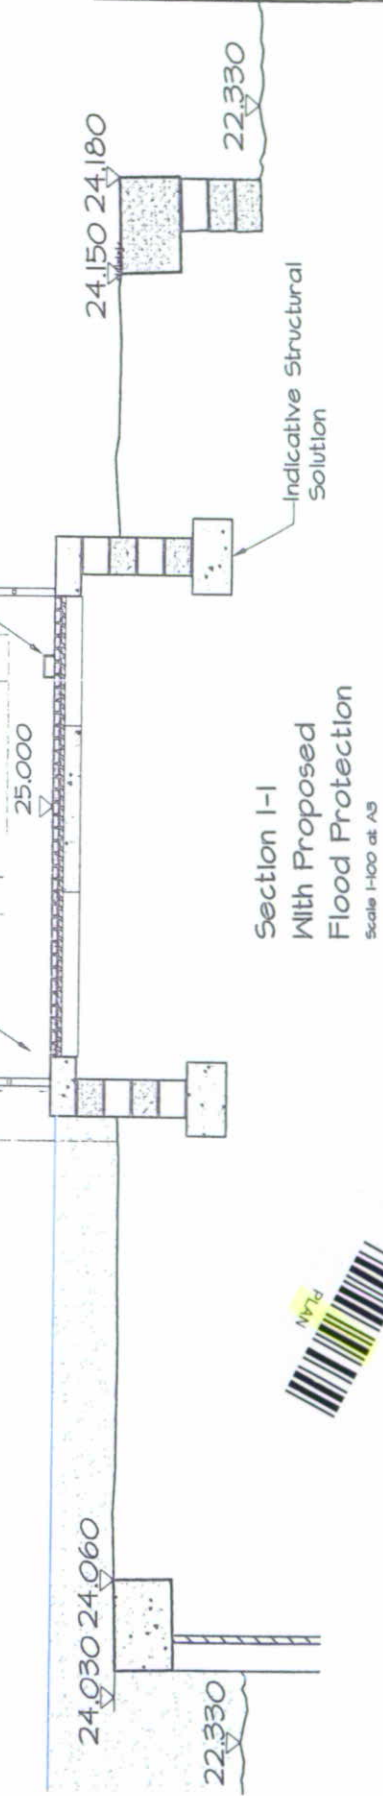 24.030 24.060
22.330
25.000
24.150 24.180
22.330
Indicative Structural
Solution
Section 1-1
With Proposed
Flood Protection
Scale 1-100 at A3
PLAN